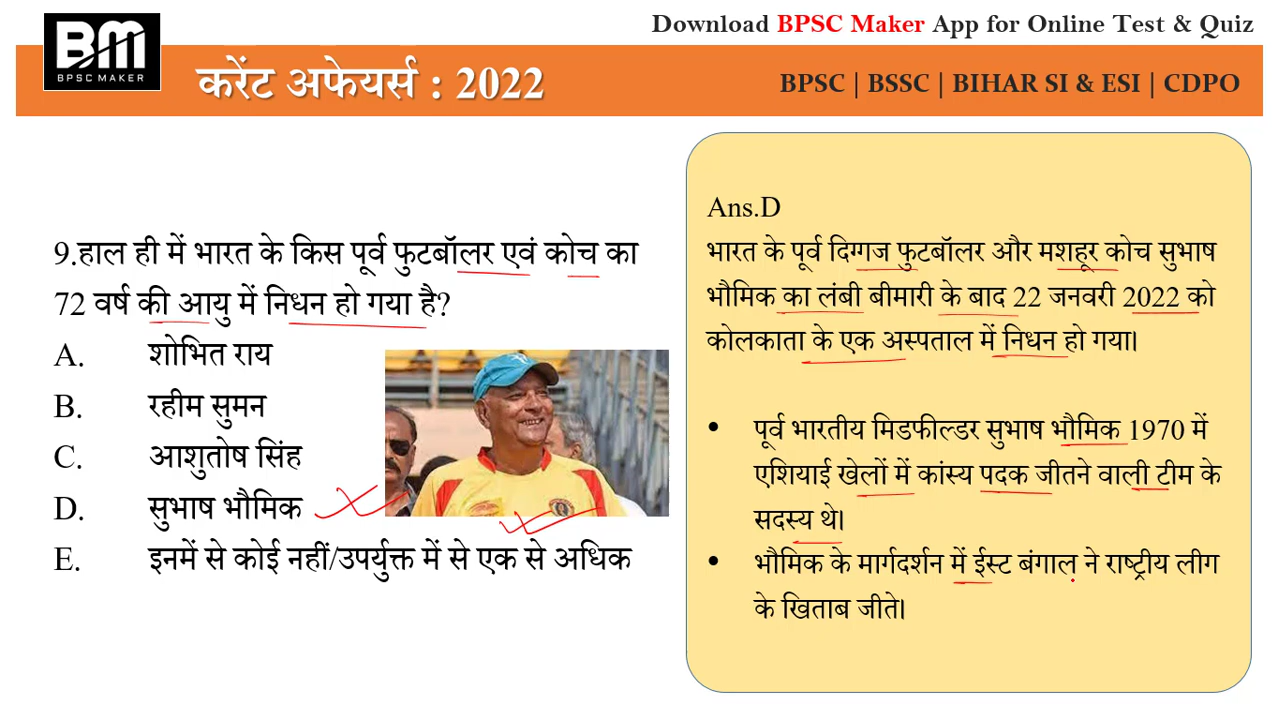 Download BPSC Maker App for Online Test & Quiz
BM
BPSC MAKER
करेंट अफेयर्स : 2022
BPSC | BSSC | BIHAR SI & ESI | CDPO
9.हाल ही में भारत के किस पूर्व फुटबॉलर एवं कोच का
72 वर्ष की आयु में निधन हो गया है?
A. शोभित राय
B. रहीम सुमन
C. आशुतोष सिंह
D. सुभाष भौमिक
E. इनमें से कोई नहीं/उपर्युक्त में से एक से अधिक
Ans.D
भारत के पूर्व दिग्गज फुटबॉलर और मशहूर कोच सुभाष
भौमिक का लंबी बीमारी के बाद 22 जनवरी 2022 को
कोलकाता के एक अस्पताल में निधन हो गया।
• पूर्व भारतीय मिडफील्डर सुभाष भौमिक 1970 में
एशियाई खेलों में कांस्य पदक जीतने वाली टीम के
सदस्य थे।
• भौमिक के मार्गदर्शन में ईस्ट बंगाल ने राष्ट्रीय लीग
के खिताब जीते।